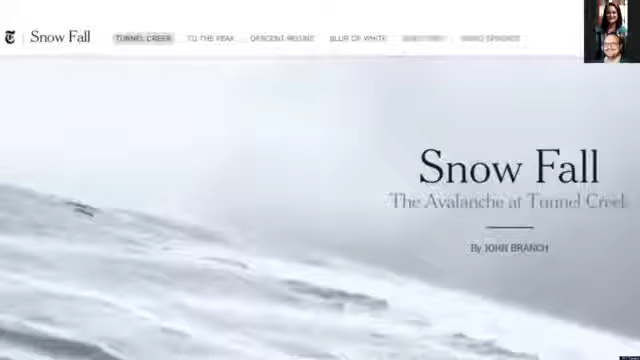 Snow Fall
TUNNEL CREEK TO THE PEAK DESCENT BEGINS BLUR OF WHITE
Snow Fall
The Avalanche at Tunnel Creek
By JOHN BRANCH